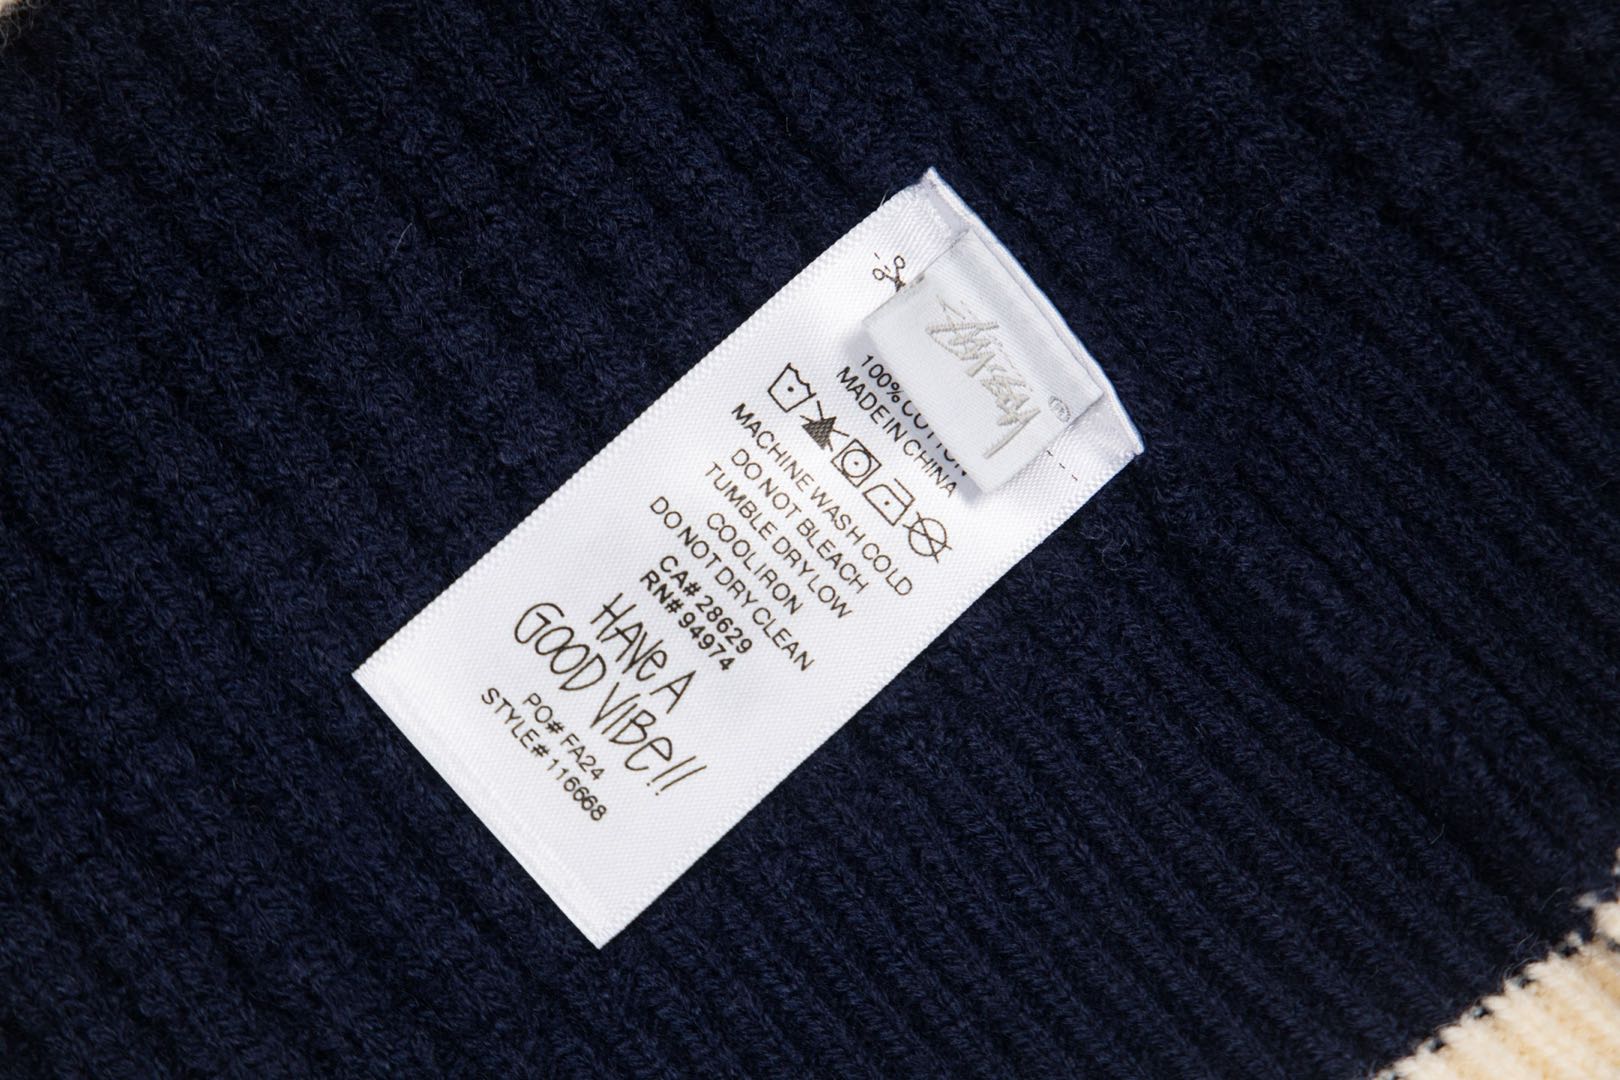 Stüssy ®
100% COTTON
MADE IN CHINA
MACHINE WASH COLD
DO NOT BLEACH
TUMBLE DRY LOW
COOL IRON
DO NOT DRY CLEAN
CA# 28629
RN# 94974
HAVE A
GOOD VIBE!!
PO# FA24
STYLE# 116668